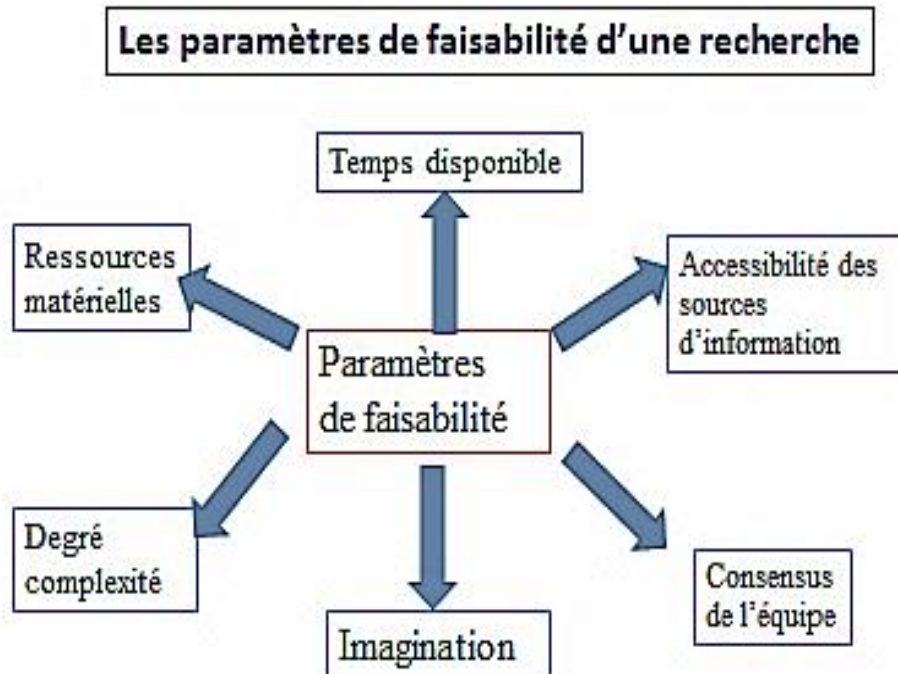 Les paramètres de faisabilité d'une recherche
Temps disponible
Ressources
matérielles
Accessibilité des
sources
d'information
Paramètres
de faisabilité
Degré
complexité
Imagination
Consensus
de l'équipe